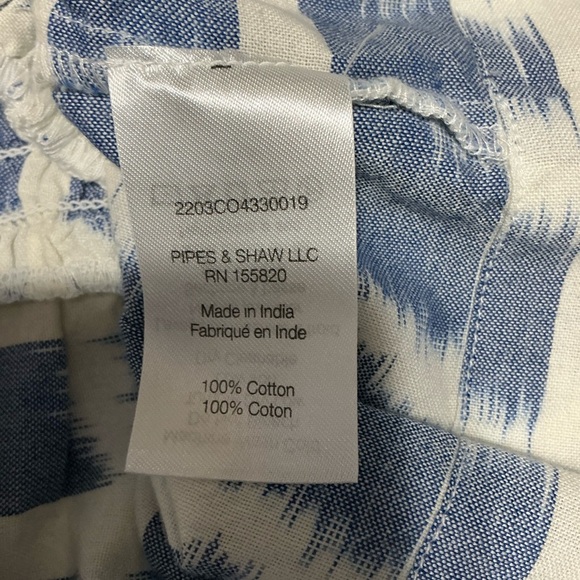 2203CO4330019
PIPES & SHAW LLC
RN 155820
Made in India
Fabriqué en Inde
100% Cotton
100% Coton